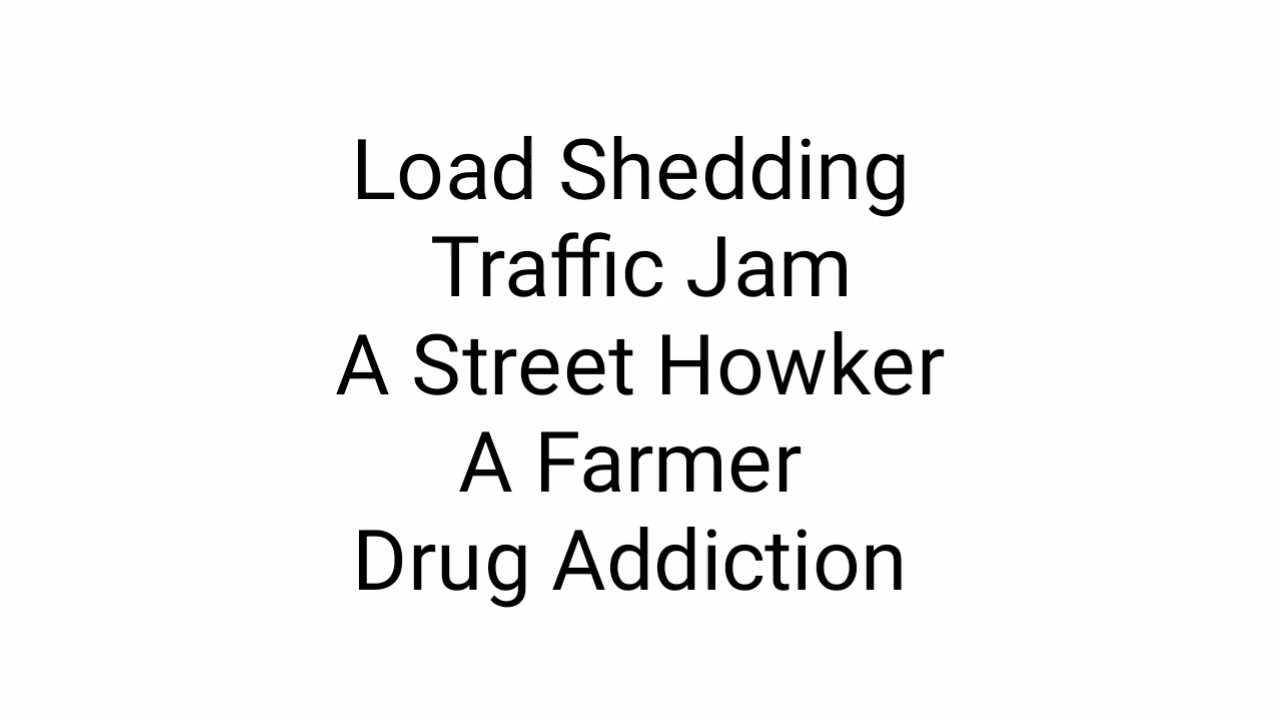 Load Shedding
Traffic Jam
A Street Howker
A Farmer
Drug Addiction